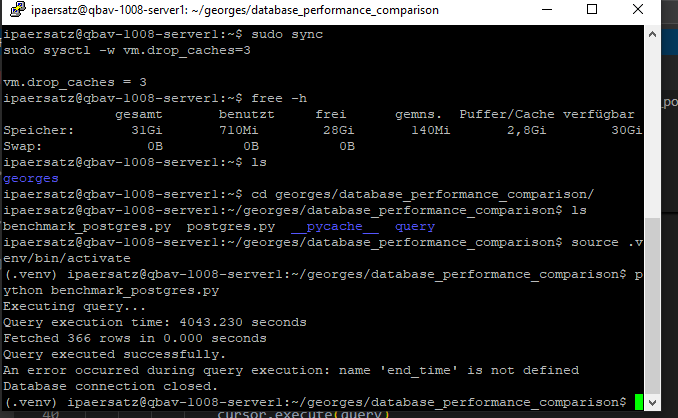 ipaersatz@qbav-1008-server1: ~/georges/database_performance_comparison
ipaersatz@qbav-1008-server1:~$ sudo sync
sudo sysctl -w vm.drop_caches=3
vm.drop_caches = 3
ipaersatz@qbav-1008-server1:~$ free -h
gesamt benutzt frei gemns. Puffer/Cache verfügbar
Speicher: 31Gi 710Mi 28Gi 140Mi 2,8Gi 30Gi
Swap: 0B 0B 0B
ipaersatz@qbav-1008-server1:~$ ls
georges
ipaersatz@qbav-1008-server1:~$ cd georges/database_performance_comparison/
ipaersatz@qbav-1008-server1:~/georges/database_performance_comparison$ ls
benchmark_postgres.py postgres.py __pycache__ query
ipaersatz@qbav-1008-server1:~/georges/database_performance_comparison$ source .v
env/bin/activate
(.venv) ipaersatz@qbav-1008-server1:~/georges/database_performance_comparison$ p
ython benchmark_postgres.py
Executing query...
Query execution time: 4043.230 seconds
Fetched 366 rows in 0.000 seconds
Query executed successfully.
An error occurred during query execution: name 'end_time' is not defined
Database connection closed.
(.venv) ipaersatz@qbav-1008-server1:~/georges/database_performance_comparison$
40 cursor.execute(query)
_po